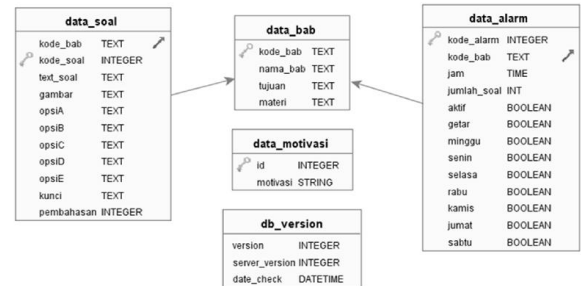 data_soal
kode_bab TEXT
kode_soal INTEGER
text_soal TEXT
gambar TEXT
opsiA TEXT
opsiB TEXT
opsiC TEXT
opsiD TEXT
opsiE TEXT
kunci TEXT
pembahasan INTEGER
data_bab
kode_bab TEXT
nama_bab TEXT
tujuan TEXT
materi TEXT
data_motivasi
id INTEGER
motivasi STRING
db_version
version INTEGER
server_version INTEGER
date_check DATETIME
data_alarm
kode_alarm INTEGER
kode_bab TEXT
jam TIME
jumlah_soal INT
aktif BOOLEAN
getar BOOLEAN
minggu BOOLEAN
senin BOOLEAN
selasa BOOLEAN
rabu BOOLEAN
kamis BOOLEAN
jumat BOOLEAN
sabtu BOOLEAN